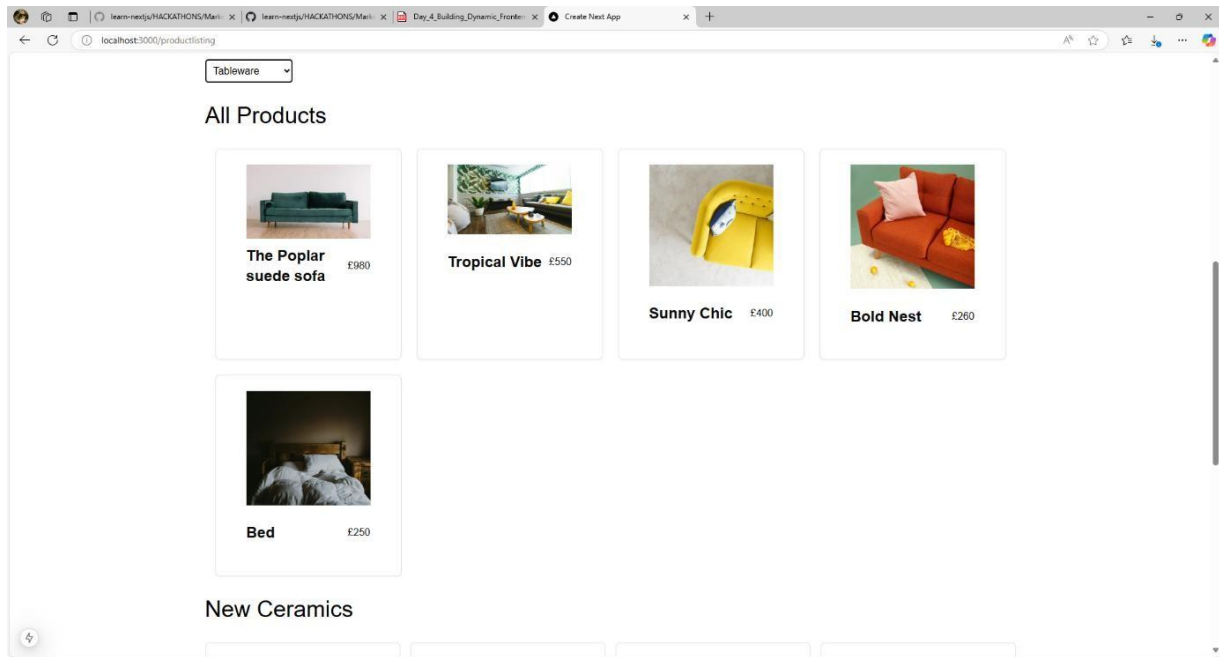 learn-nextjs/HACKATHONS/Mark
learn-nextjs/HACKATHONS/Mark
Day_4_Building_Dynamic_Fronten
Create Next App
localhost:3000/productlisting
Tableware
All Products
The Poplar suede sofa £980
Tropical Vibe £550
Sunny Chic £400
Bold Nest £260
Bed £250
New Ceramics